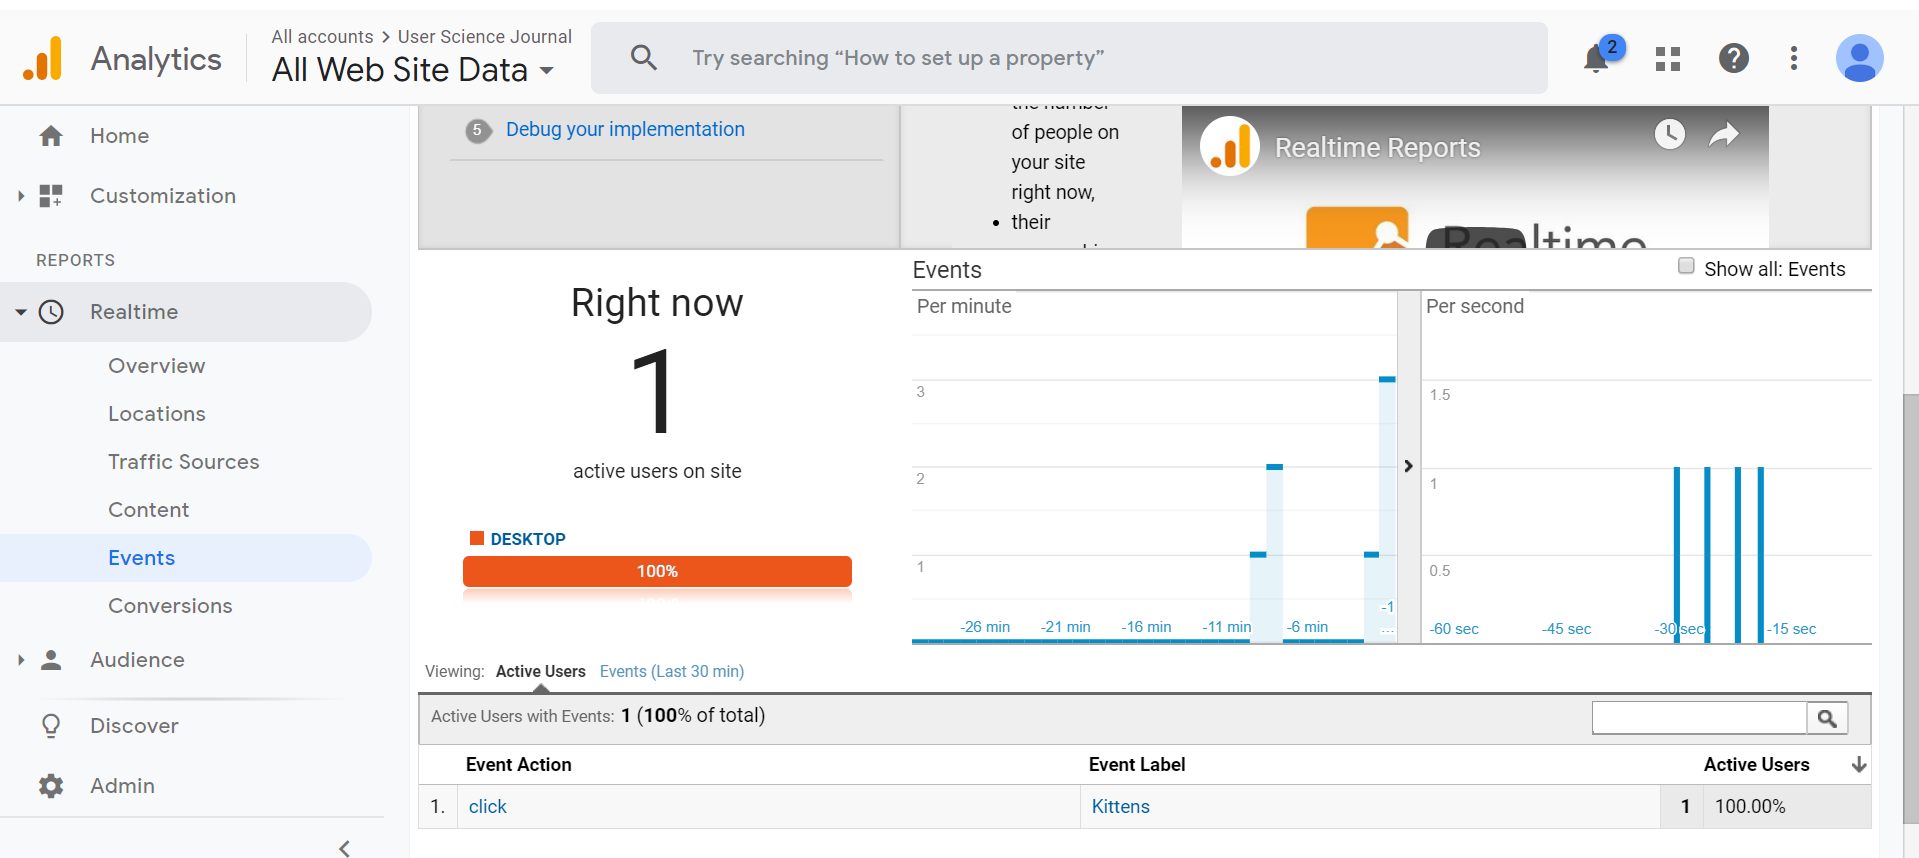 Analytics
All accounts > User Science Journal
All Web Site Data
Try searching “How to set up a property”
2
Home
Customization
REPORTS
Realtime
Overview
Locations
Traffic Sources
Content
Events
Conversions
Audience
Discover
Admin
5 Debug your implementation
the number
of people on
your site
right now,
• their
Realtime Reports
Realtime
Right now
1
active users on site
DESKTOP
100%
Events
Show all: Events
Per minute
3
2
1
-26 min -21 min -16 min -11 min -6 min -1
...
Per second
1.5
1
0.5
-60 sec -45 sec -30 sec -15 sec
Viewing: Active Users Events (Last 30 min)
Active Users with Events: 1 (100% of total)
Event Action Event Label Active Users
1. click Kittens 1 100.00%